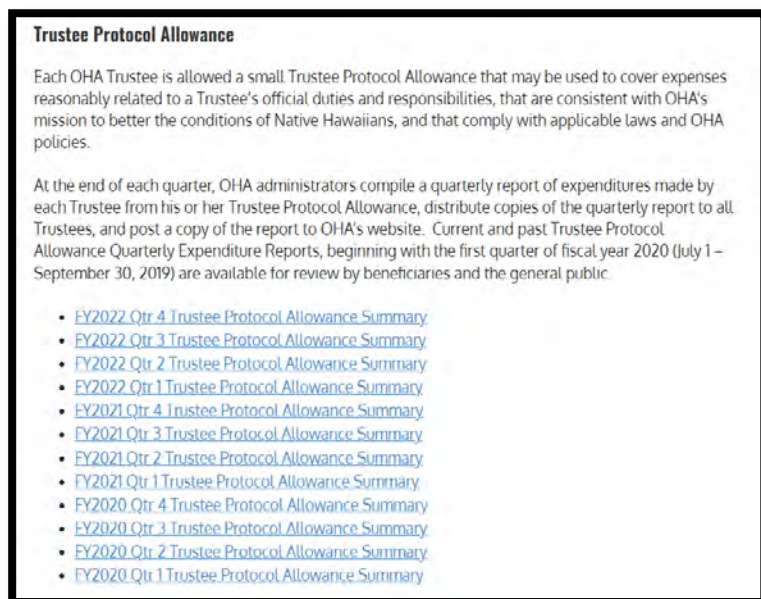 Trustee Protocol Allowance
Each OHA Trustee is allowed a small Trustee Protocol Allowance that may be used to cover expenses
reasonably related to a Trustee's official duties and responsibilities, that are consistent with OHA's
mission to better the conditions of Native Hawaiians, and that comply with applicable laws and OHA
policies.
At the end of each quarter, OHA administrators compile a quarterly report of expenditures made by
each Trustee from his or her Trustee Protocol Allowance, distribute copies of the quarterly report to all
Trustees, and post a copy of the report to OHA's website. Current and past Trustee Protocol
Allowance Quarterly Expenditure Reports, beginning with the first quarter of fiscal year 2020 (July 1 –
September 30, 2019) are available for review by beneficiaries and the general public.
• FY2022 Qtr 4 Trustee Protocol Allowance Summary
• FY2022 Qtr 3 Trustee Protocol Allowance Summary
• FY2022 Qtr 2 Trustee Protocol Allowance Summary
• FY2022 Qtr 1 Trustee Protocol Allowance Summary
• FY2021 Qtr 4 Trustee Protocol Allowance Summary
• FY2021 Qtr 3 Trustee Protocol Allowance Summary
• FY2021 Qtr 2 Trustee Protocol Allowance Summary
• FY2021 Qtr 1 Trustee Protocol Allowance Summary
• FY2020 Qtr 4 Trustee Protocol Allowance Summary
• FY2020 Qtr 3 Trustee Protocol Allowance Summary
• FY2020 Qtr 2 Trustee Protocol Allowance Summary
• FY2020 Qtr 1 Trustee Protocol Allowance Summary